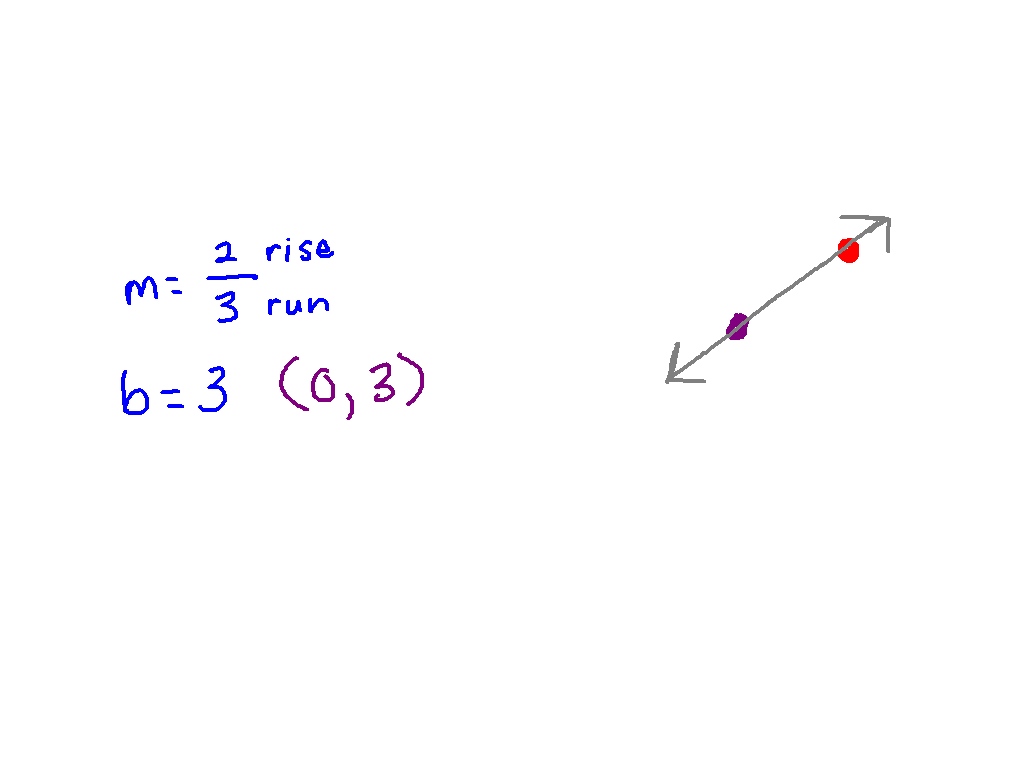 m = 2/3 rise run
b = 3 (0, 3)